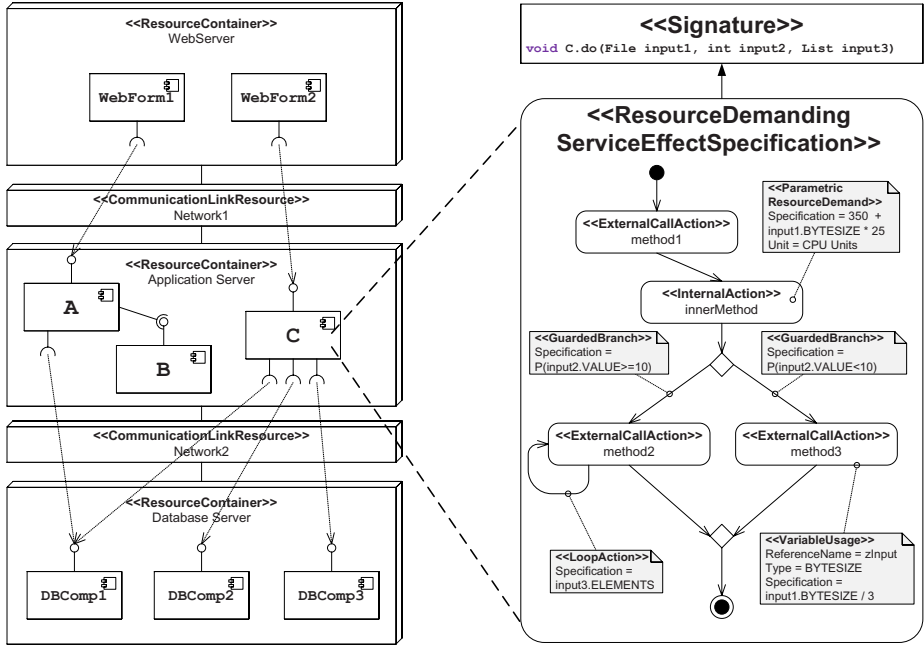 <<ResourceContainer>>
WebServer
WebForm1
WebForm2
<<CommunicationLinkResource>>
Network1
<<ResourceContainer>>
Application Server
A
B
C
<<CommunicationLinkResource>>
Network2
<<ResourceContainer>>
Database Server
DBComp1
DBComp2
DBComp3
<<Signature>>
void C.do(File input1, int input2, List input3)
<<ResourceDemanding
ServiceEffectSpecification>>
<<ExternalCallAction>>
method1
<<Parametric
ResourceDemand>>
Specification = 350 +
input1.BYTESIZE * 25
Unit = CPU Units
<<InternalAction>>
innerMethod
<<GuardedBranch>>
Specification =
P(input2.VALUE>=10)
<<GuardedBranch>>
Specification =
P(input2.VALUE<10)
<<ExternalCallAction>>
method2
<<ExternalCallAction>>
method3
<<LoopAction>>
Specification =
input3.ELEMENTS
<<VariableUsage>>
ReferenceName = zInput
Type = BYTESIZE
Specification =
input1.BYTESIZE / 3